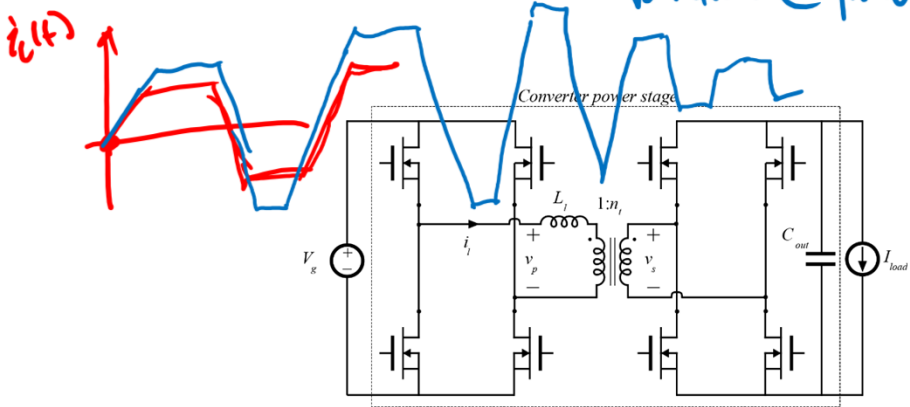 i_l(t)
Converter power stage
L_l
1:n_t
i_l
+
v_p
−
+
v_s
−
V_g
+
−
C_out
I_load